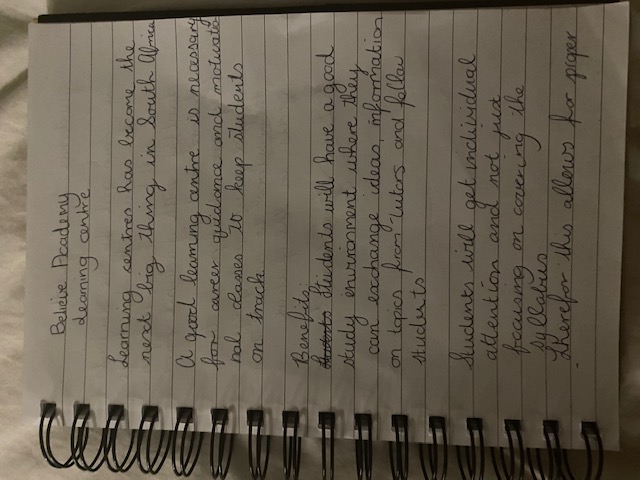 Believe Academy
Learning centre
Learning centres has become the
next big thing in South Africa
A good learning centre is necessary
for career guidance and motivatio
nal classes to keep students
on track
Benefits:
Students Students will have a good
study environment where they
can exchange ideas, information
on topics from tutors and fellow
students
Students will get individual
attention and not just
focusing on covering the
syllabus
Therefor this allows for proper